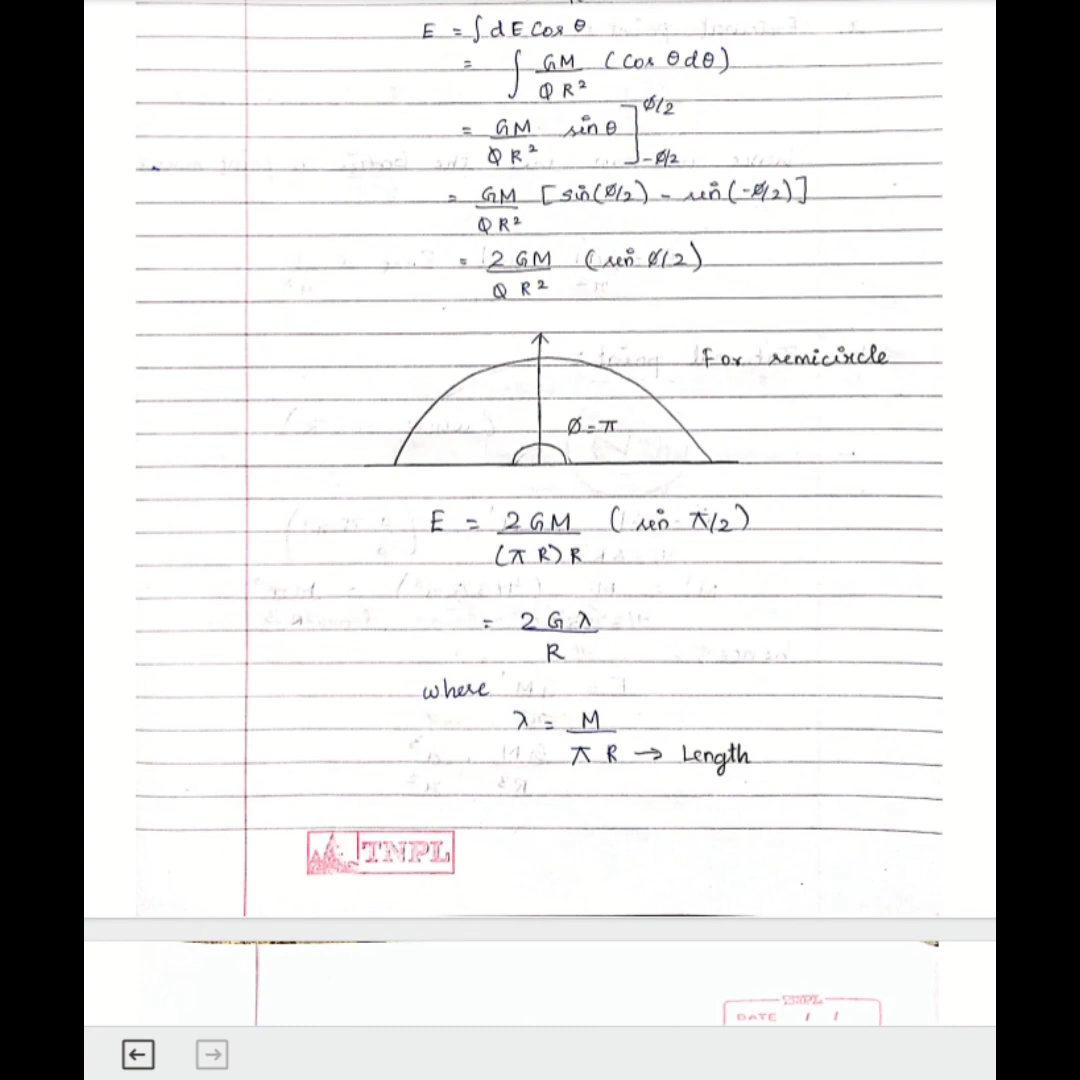 E = ∫ dE Cos θ
= ∫ GM/ΦR² (Cos θ dθ)
= GM/ΦR² sin θ ]_{-Ø/2}^{Ø/2}
= GM/ΦR² [sin(Ø/2) - sin(-Ø/2)]
= 2GM/ΦR² (sin Ø/2)
For semicircle
Ø = π
E = 2GM/(πR)R (sin π/2)
= 2Gλ/R
where
λ = M/πR → Length
TNPL
TNPL
DATE / /